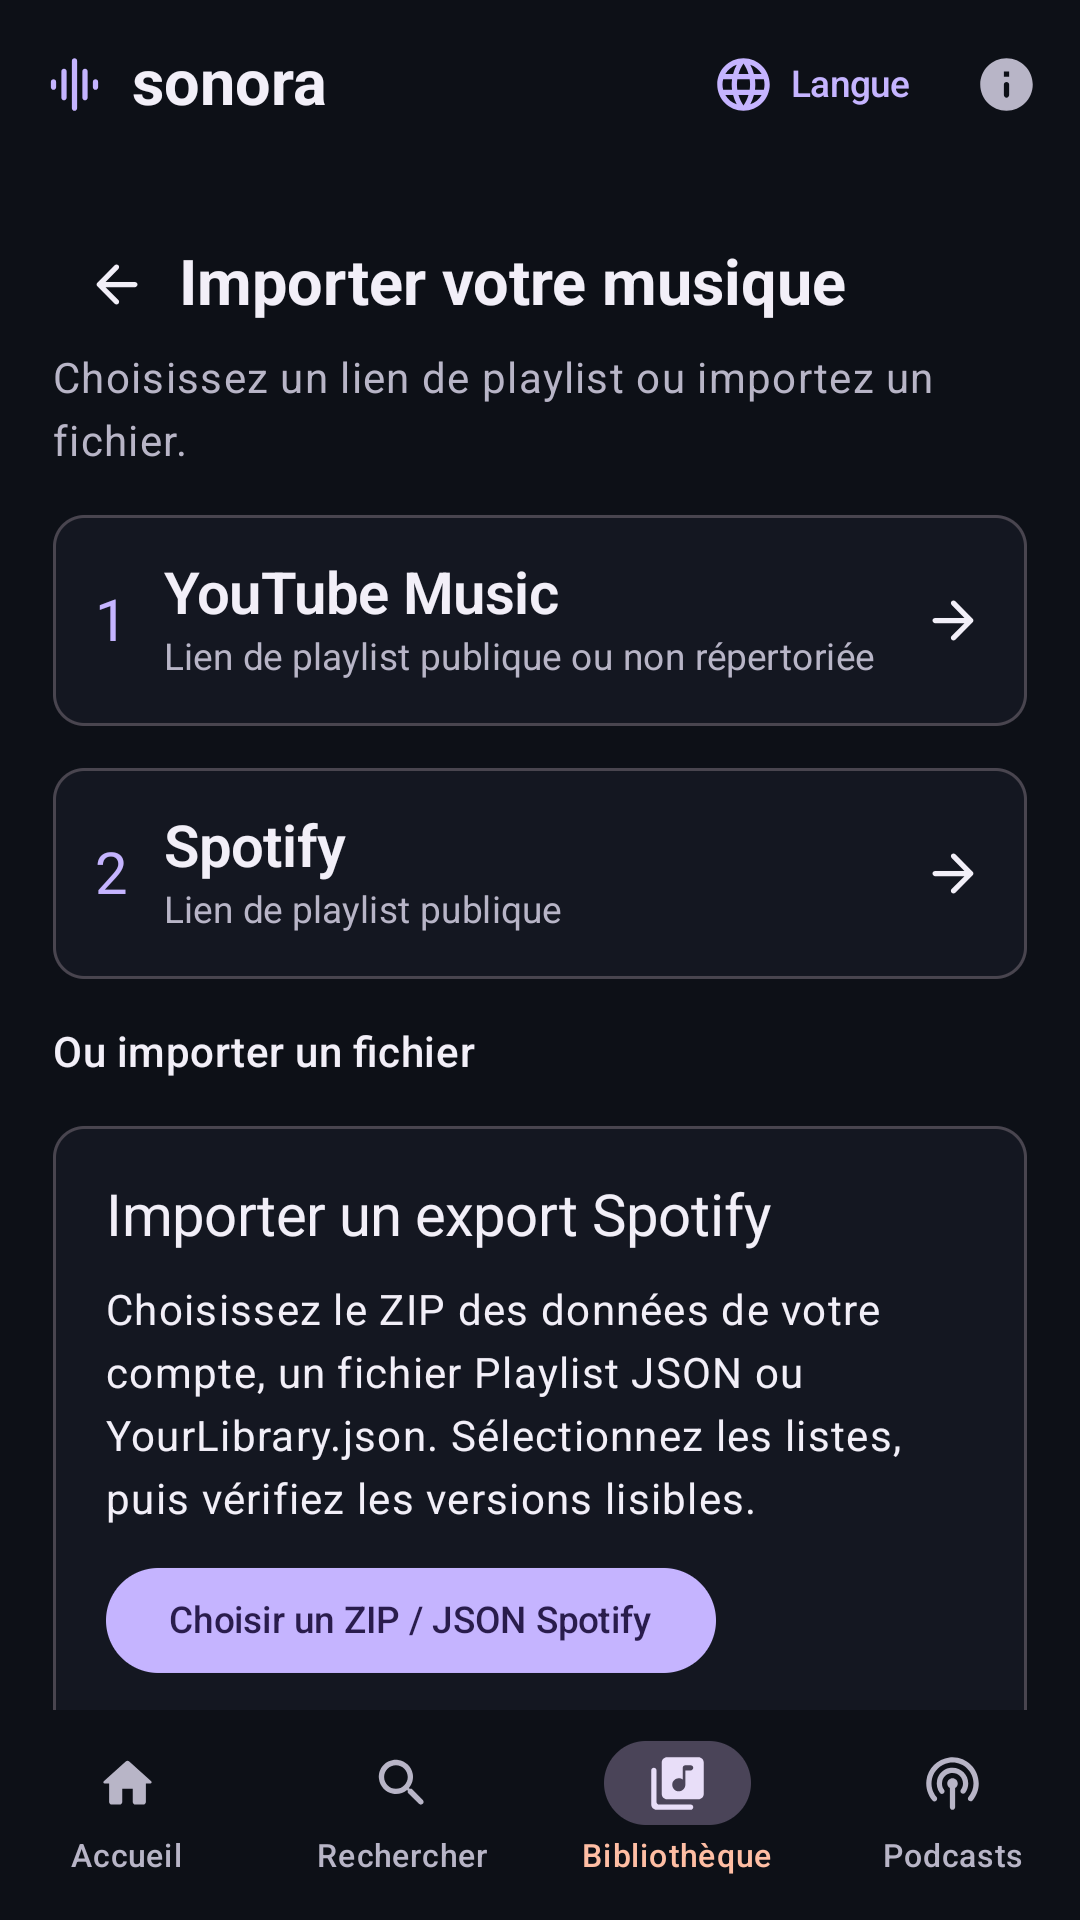 sonora
Langue
Importer votre musique
Choisissez un lien de playlist ou importez un
fichier.
1
YouTube Music
Lien de playlist publique ou non répertoriée
2
Spotify
Lien de playlist publique
Ou importer un fichier
Importer un export Spotify
Choisissez le ZIP des données de votre
compte, un fichier Playlist JSON ou
YourLibrary.json. Sélectionnez les listes,
puis vérifiez les versions lisibles.
Choisir un ZIP / JSON Spotify
Accueil
Rechercher
Bibliothèque
Podcasts